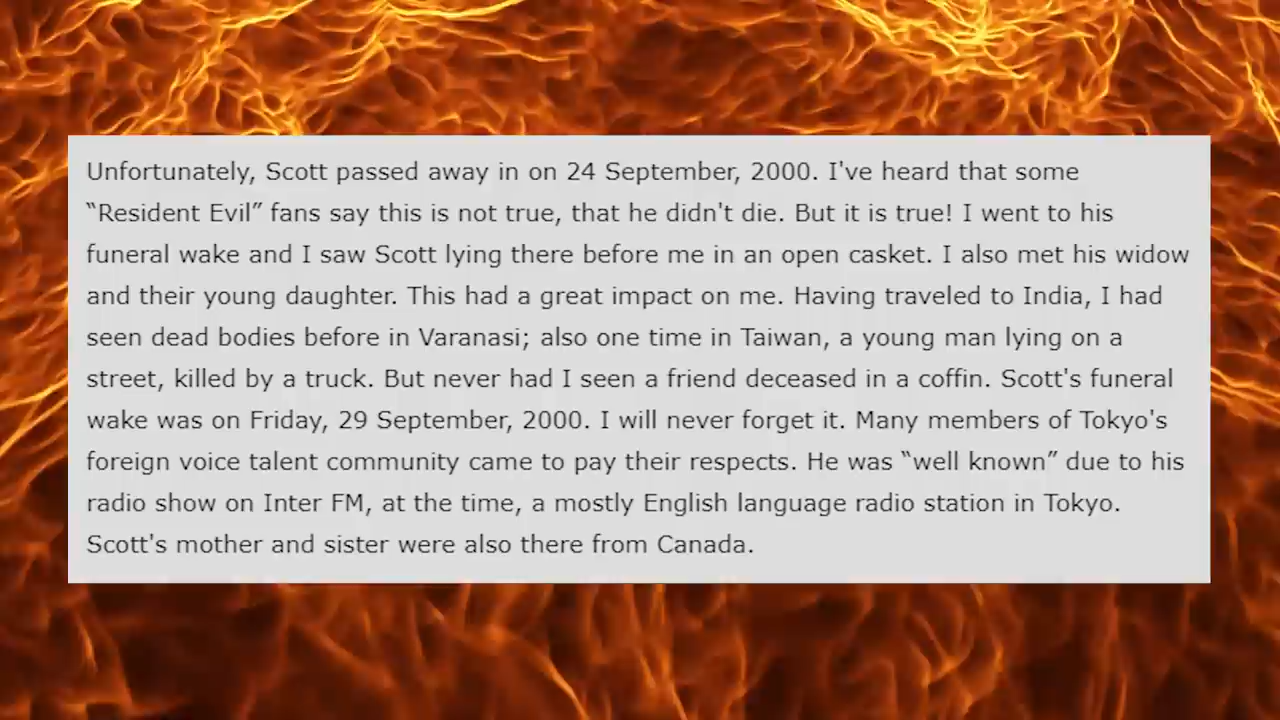 Unfortunately, Scott passed away in on 24 September, 2000. I've heard that some
“Resident Evil” fans say this is not true, that he didn't die. But it is true! I went to his
funeral wake and I saw Scott lying there before me in an open casket. I also met his widow
and their young daughter. This had a great impact on me. Having traveled to India, I had
seen dead bodies before in Varanasi; also one time in Taiwan, a young man lying on a
street, killed by a truck. But never had I seen a friend deceased in a coffin. Scott's funeral
wake was on Friday, 29 September, 2000. I will never forget it. Many members of Tokyo's
foreign voice talent community came to pay their respects. He was “well known” due to his
radio show on Inter FM, at the time, a mostly English language radio station in Tokyo.
Scott's mother and sister were also there from Canada.